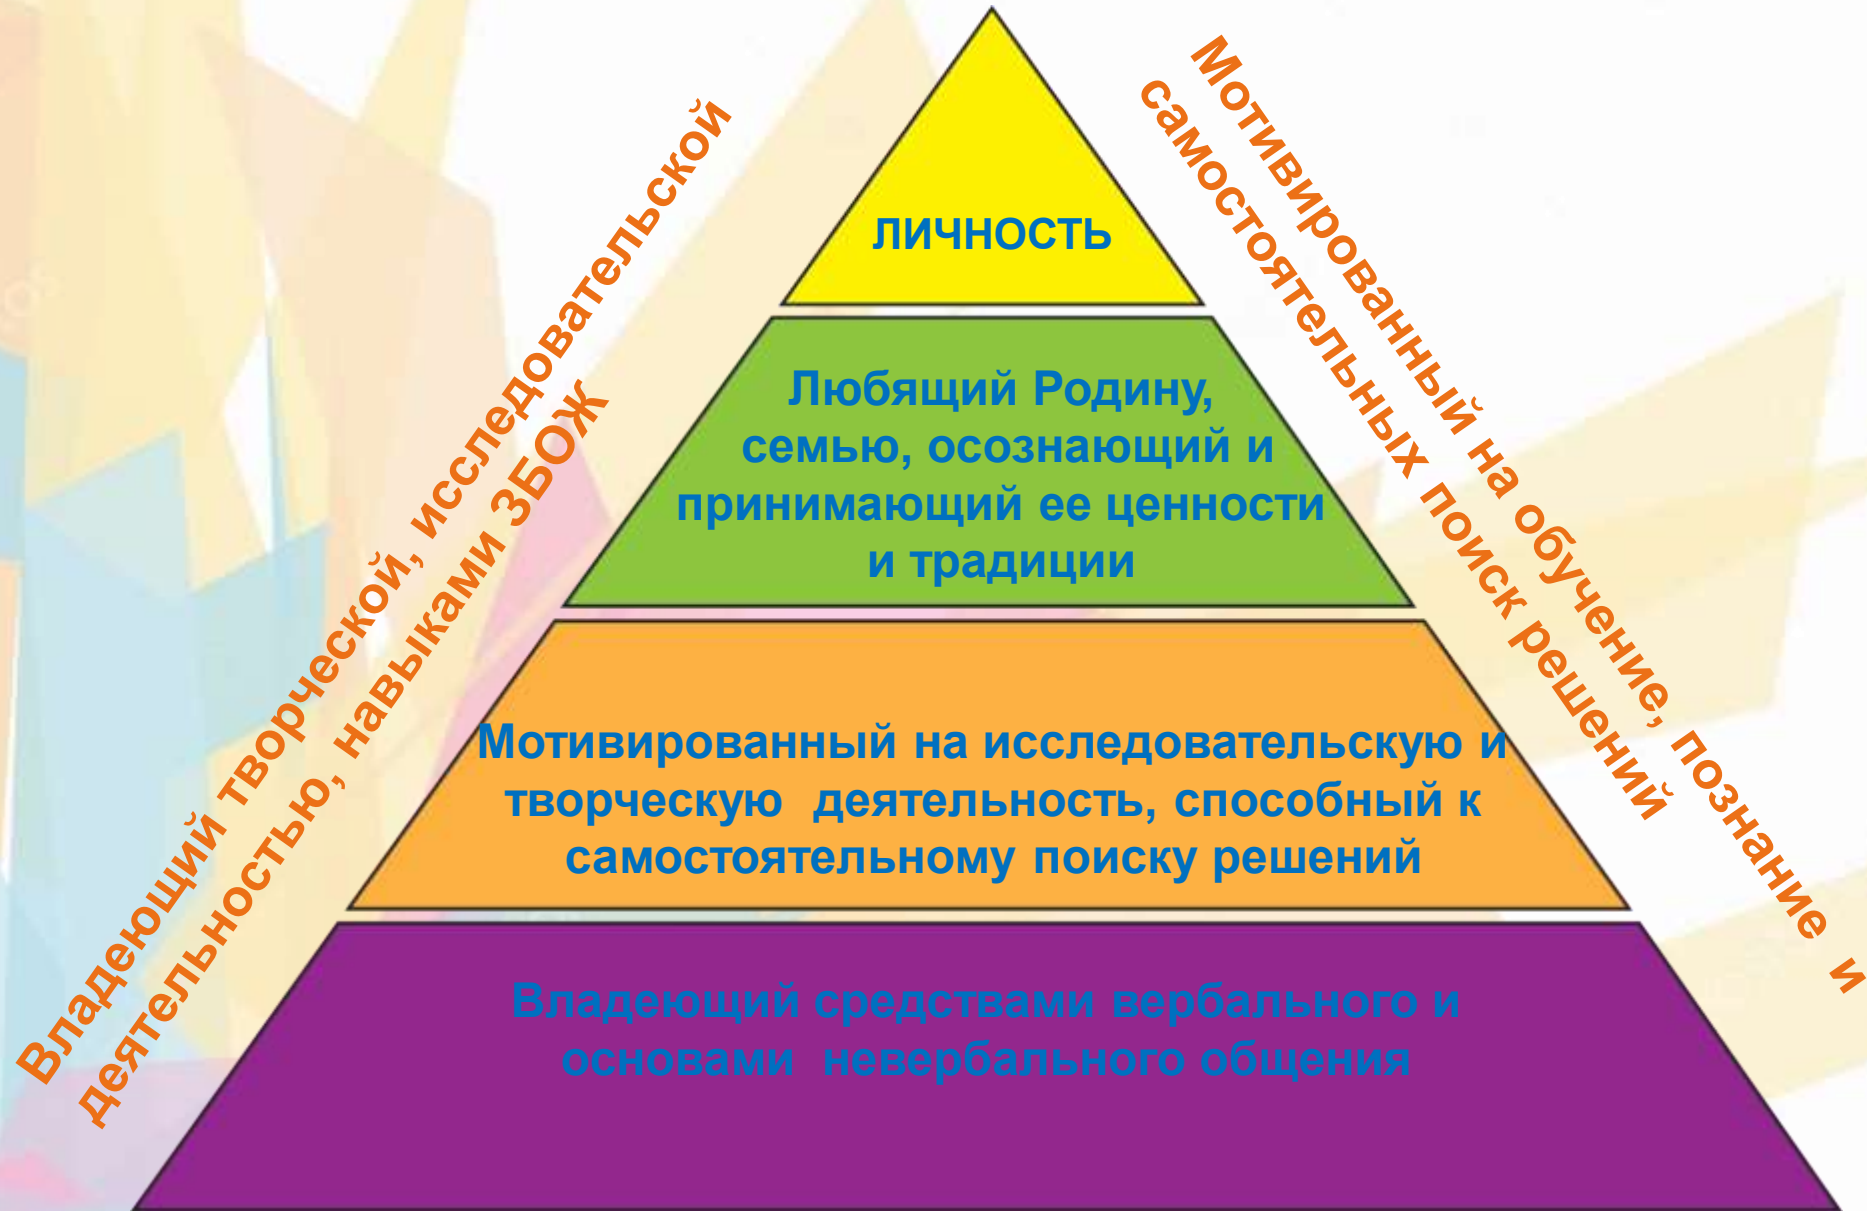 Владеющий творческой, исследовательской
деятельностью, навыками ЗБОЖ
Мотивированный на обучение, познание и
самостоятельных поиск решений
ЛИЧНОСТЬ
Любящий Родину,
семью, осознающий и
принимающий ее ценности
и традиции
Мотивированный на исследовательскую и
творческую деятельность, способный к
самостоятельному поиску решений
Владеющий средствами вербального и
основами невербального общения